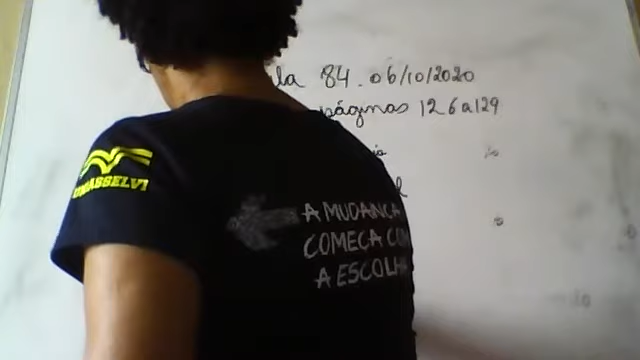 la 84. 06/10/2020
páginas 126 a 129
UNIASSELVI
A MUDANÇA
COMEÇA CO
A ESCOLH